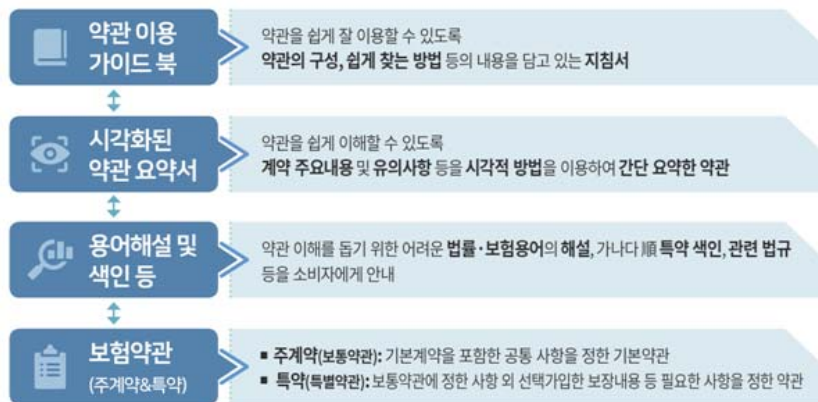 약관 이용
가이드 북
약관을 쉽게 잘 이용할 수 있도록
약관의 구성, 쉽게 찾는 방법 등의 내용을 담고 있는 지침서
시각화된
약관 요약서
약관을 쉽게 이해할 수 있도록
계약 주요내용 및 유의사항 등을 시각적 방법을 이용하여 간단 요약한 약관
용어해설 및
색인 등
약관 이해를 돕기 위한 어려운 법률·보험용어의 해설, 가나다 順 특약 색인, 관련 법규
등을 소비자에게 안내
보험약관
(주계약&특약)
▪ 주계약(보통약관): 기본계약을 포함한 공통 사항을 정한 기본약관
▪ 특약(특별약관): 보통약관에 정한 사항 외 선택가입한 보장내용 등 필요한 사항을 정한 약관